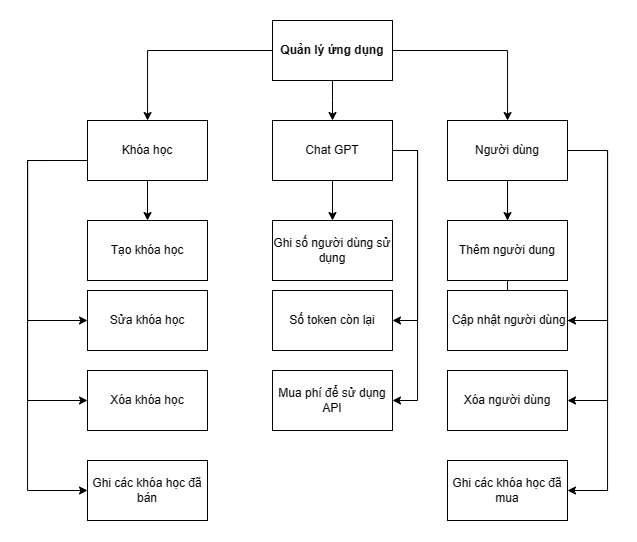 Quản lý ứng dụng
Khóa học
Chat GPT
Người dùng
Tạo khóa học
Ghi số người dùng sử
dụng
Thêm người dung
Sửa khóa học
Số token còn lại
Cập nhật người dùng
Xóa khóa học
Mua phí để sử dụng
API
Xóa người dùng
Ghi các khóa học đã
bán
Ghi các khóa học đã
mua